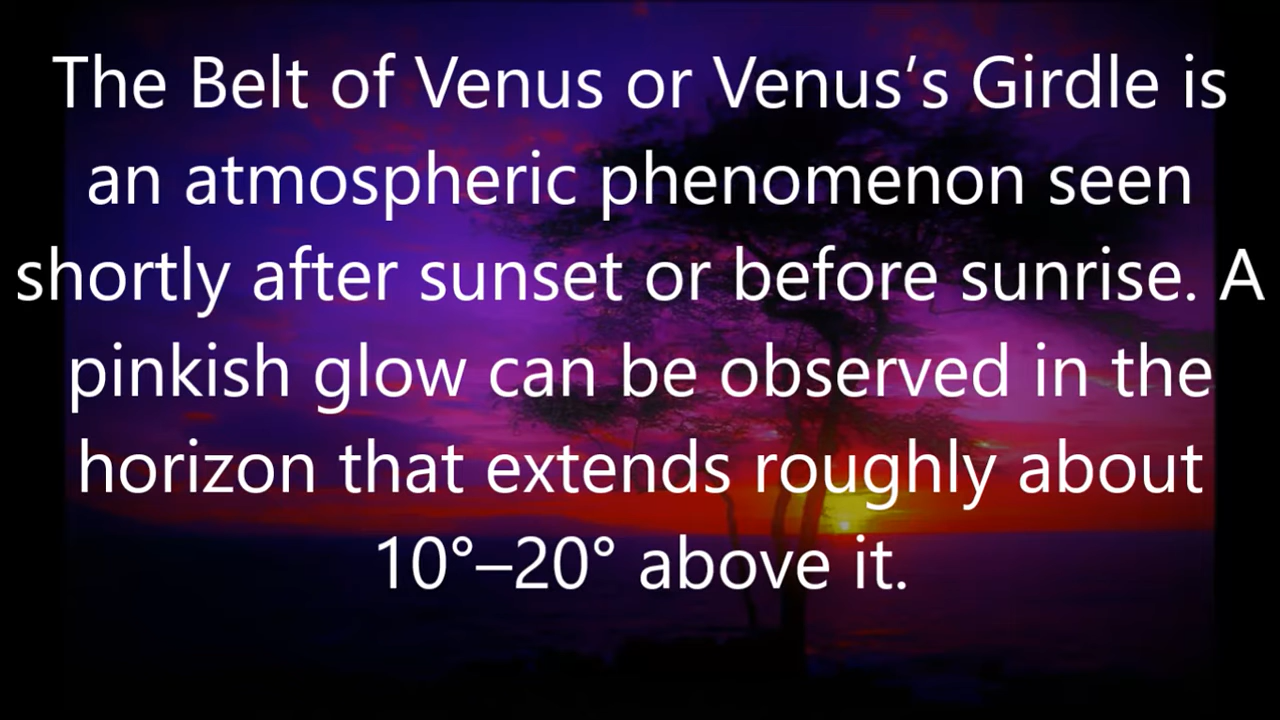 The Belt of Venus or Venus’s Girdle is
an atmospheric phenomenon seen
shortly after sunset or before sunrise. A
pinkish glow can be observed in the
horizon that extends roughly about
10°–20° above it.